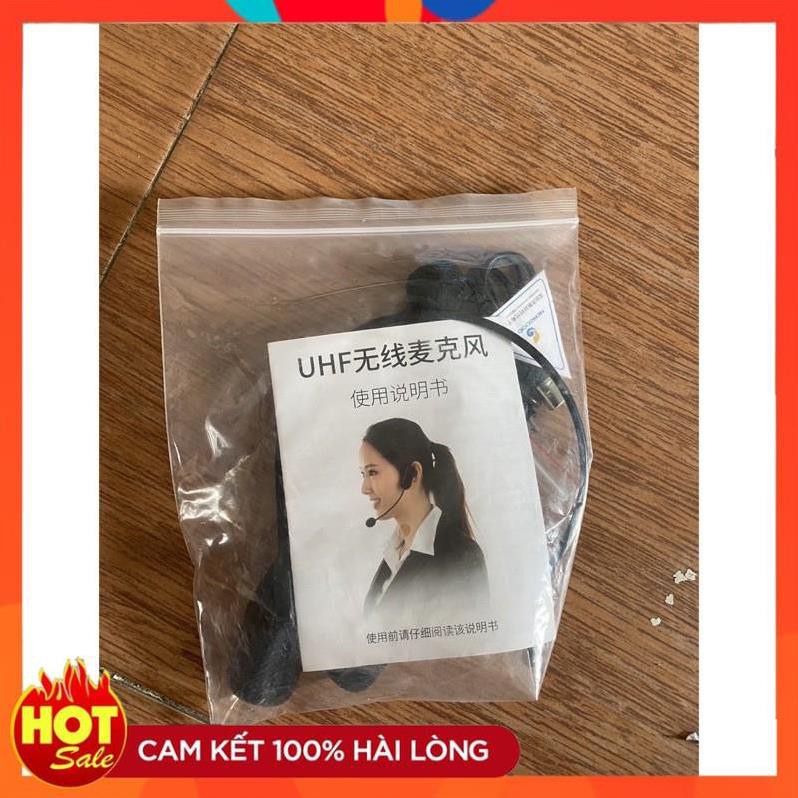 UHF无线麦克风
使用说明书
使用前请仔细阅读该说明书
HOT
Sale
CAM KẾT 100% HÀI LÒNG